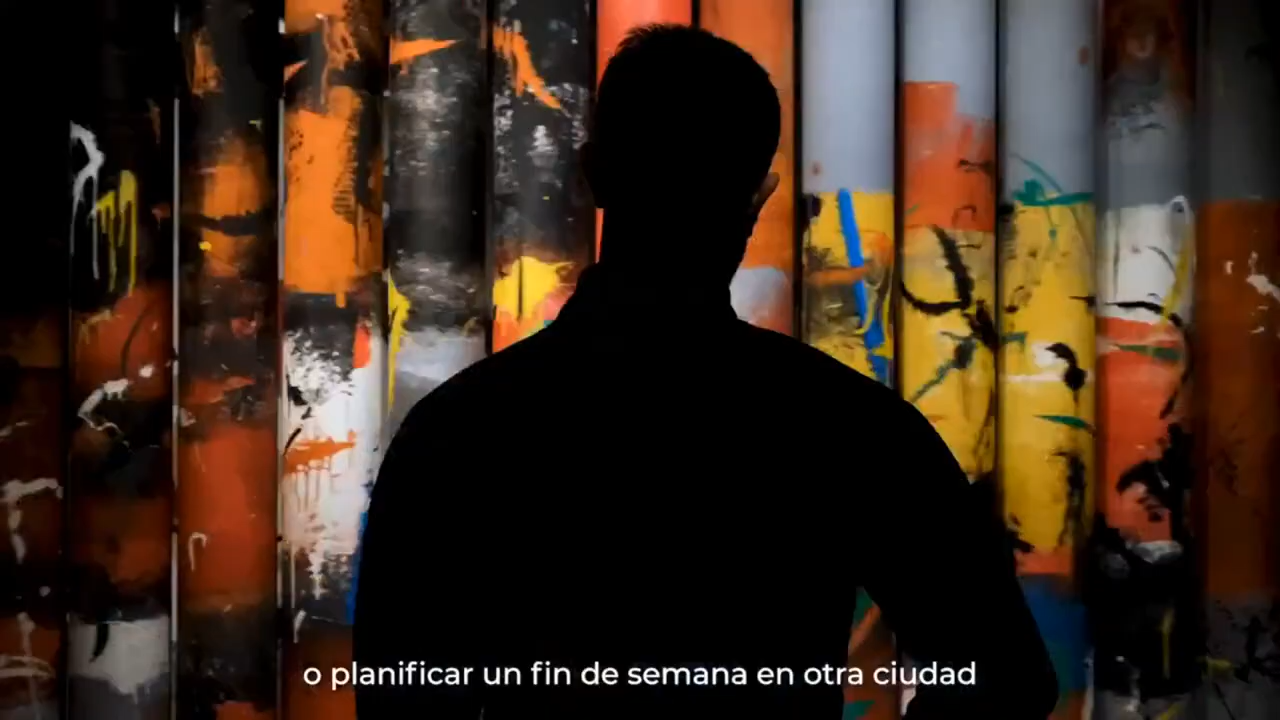 o planificar un fin de semana en otra ciudad